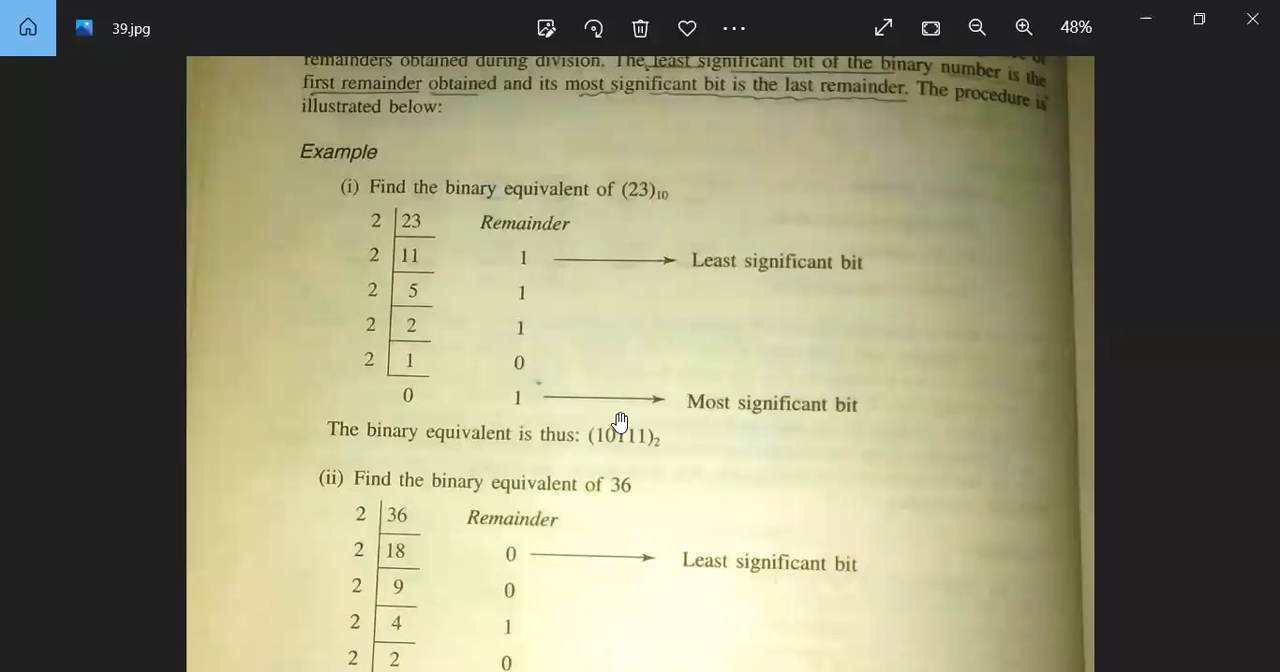 39.jpg
48%
remainders obtained during division. The least significant bit of the binary number is the
first remainder obtained and its most significant bit is the last remainder. The procedure is
illustrated below:
Example
(i) Find the binary equivalent of (23)₁₀
2 23 Remainder
2 11 1 Least significant bit
2 5 1
2 2 1
2 1 0
0 1 Most significant bit
The binary equivalent is thus: (10111)₂
(ii) Find the binary equivalent of 36
2 36 Remainder
2 18 0 Least significant bit
2 9 0
2 4 1
2 2 0